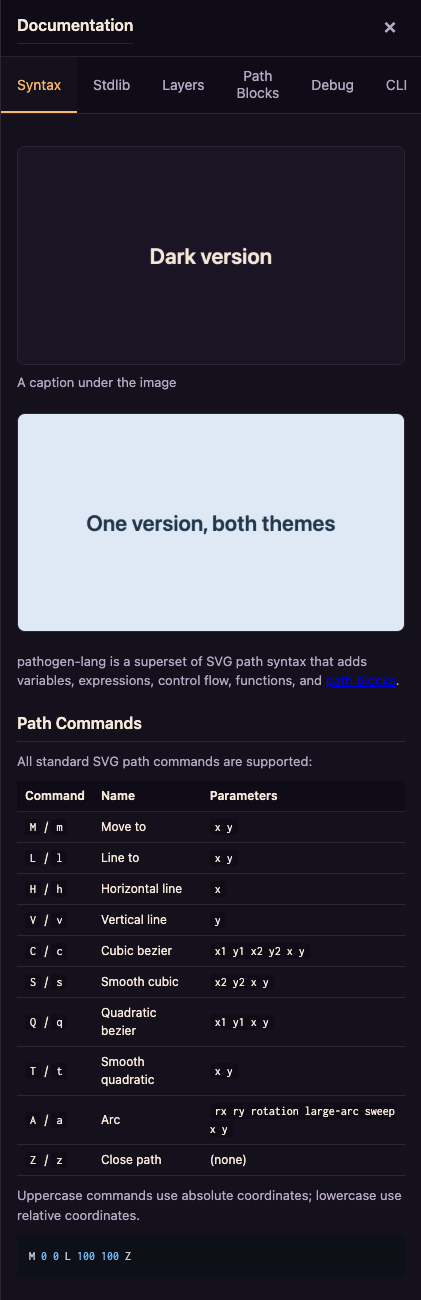 Documentation ×
Syntax Stdlib Layers Path Blocks Debug CLI
Dark version
A caption under the image
One version, both themes
pathogen-lang is a superset of SVG path syntax that adds
variables, expressions, control flow, functions, and path blocks.
Path Commands
All standard SVG path commands are supported:
Command Name Parameters
M / m Move to x y
L / l Line to x y
H / h Horizontal line x
V / v Vertical line y
C / c Cubic bezier x1 y1 x2 y2 x y
S / s Smooth cubic x2 y2 x y
Q / q Quadratic bezier x1 y1 x y
T / t Smooth quadratic x y
A / a Arc rx ry rotation large-arc sweep x y
Z / z Close path (none)
Uppercase commands use absolute coordinates; lowercase use
relative coordinates.
M 0 0 L 100 100 Z